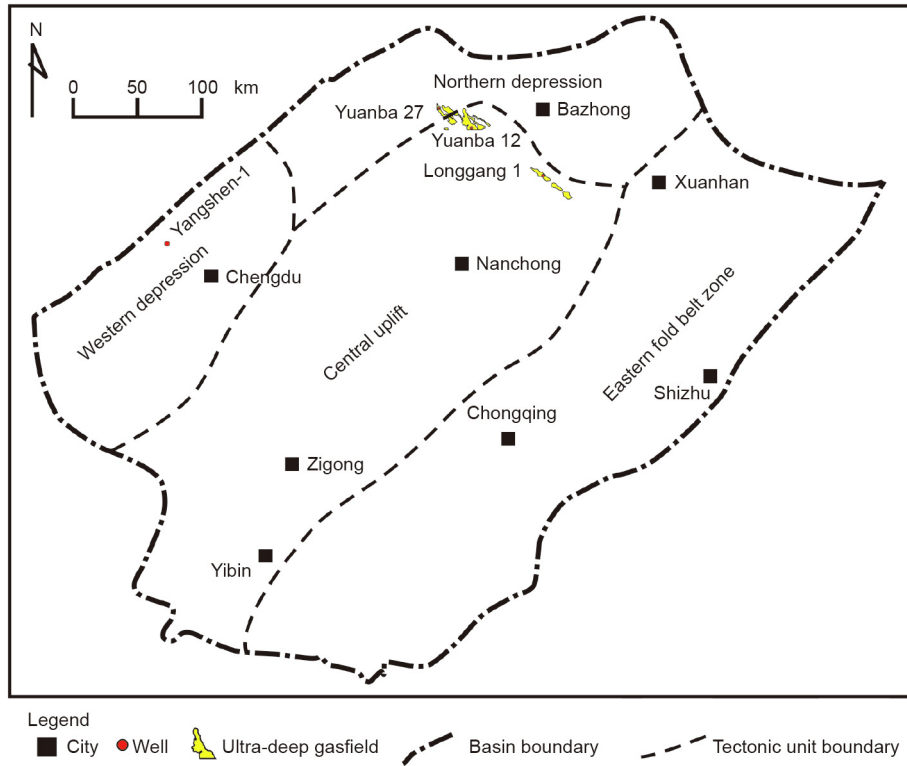 N
0 50 100 km
Northern depression
Yuanba 27
Bazhong
Yuanba 12
Longgang 1
Xuanhan
Yangshen-1
Nanchong
Chengdu
Western depression
Central uplift
Eastern fold belt zone
Shizhu
Chongqing
Zigong
Yibin
Legend
City Well Ultra-deep gasfield Basin boundary Tectonic unit boundary